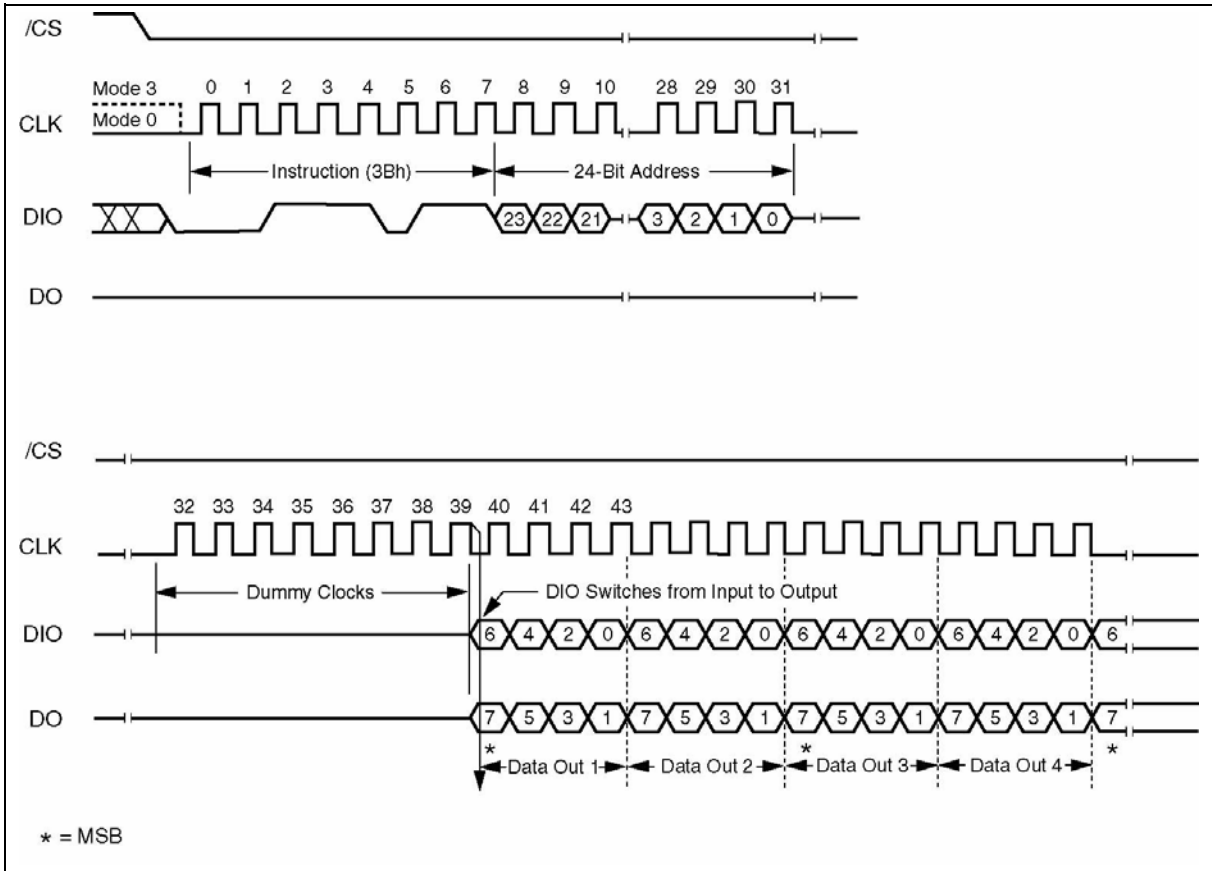 /CS
Mode 3 0 1 2 3 4 5 6 7 8 9 10 28 29 30 31
CLK Mode 0
Instruction (3Bh) 24-Bit Address
DIO 23 22 21 3 2 1 0
DO
/CS
32 33 34 35 36 37 38 39 40 41 42 43
CLK
Dummy Clocks DIO Switches from Input to Output
DIO 6 4 2 0 6 4 2 0 6 4 2 0 6 4 2 0 6
DO 7 5 3 1 7 5 3 1 7 5 3 1 7 5 3 1 7
* * *
Data Out 1 Data Out 2 Data Out 3 Data Out 4
* = MSB